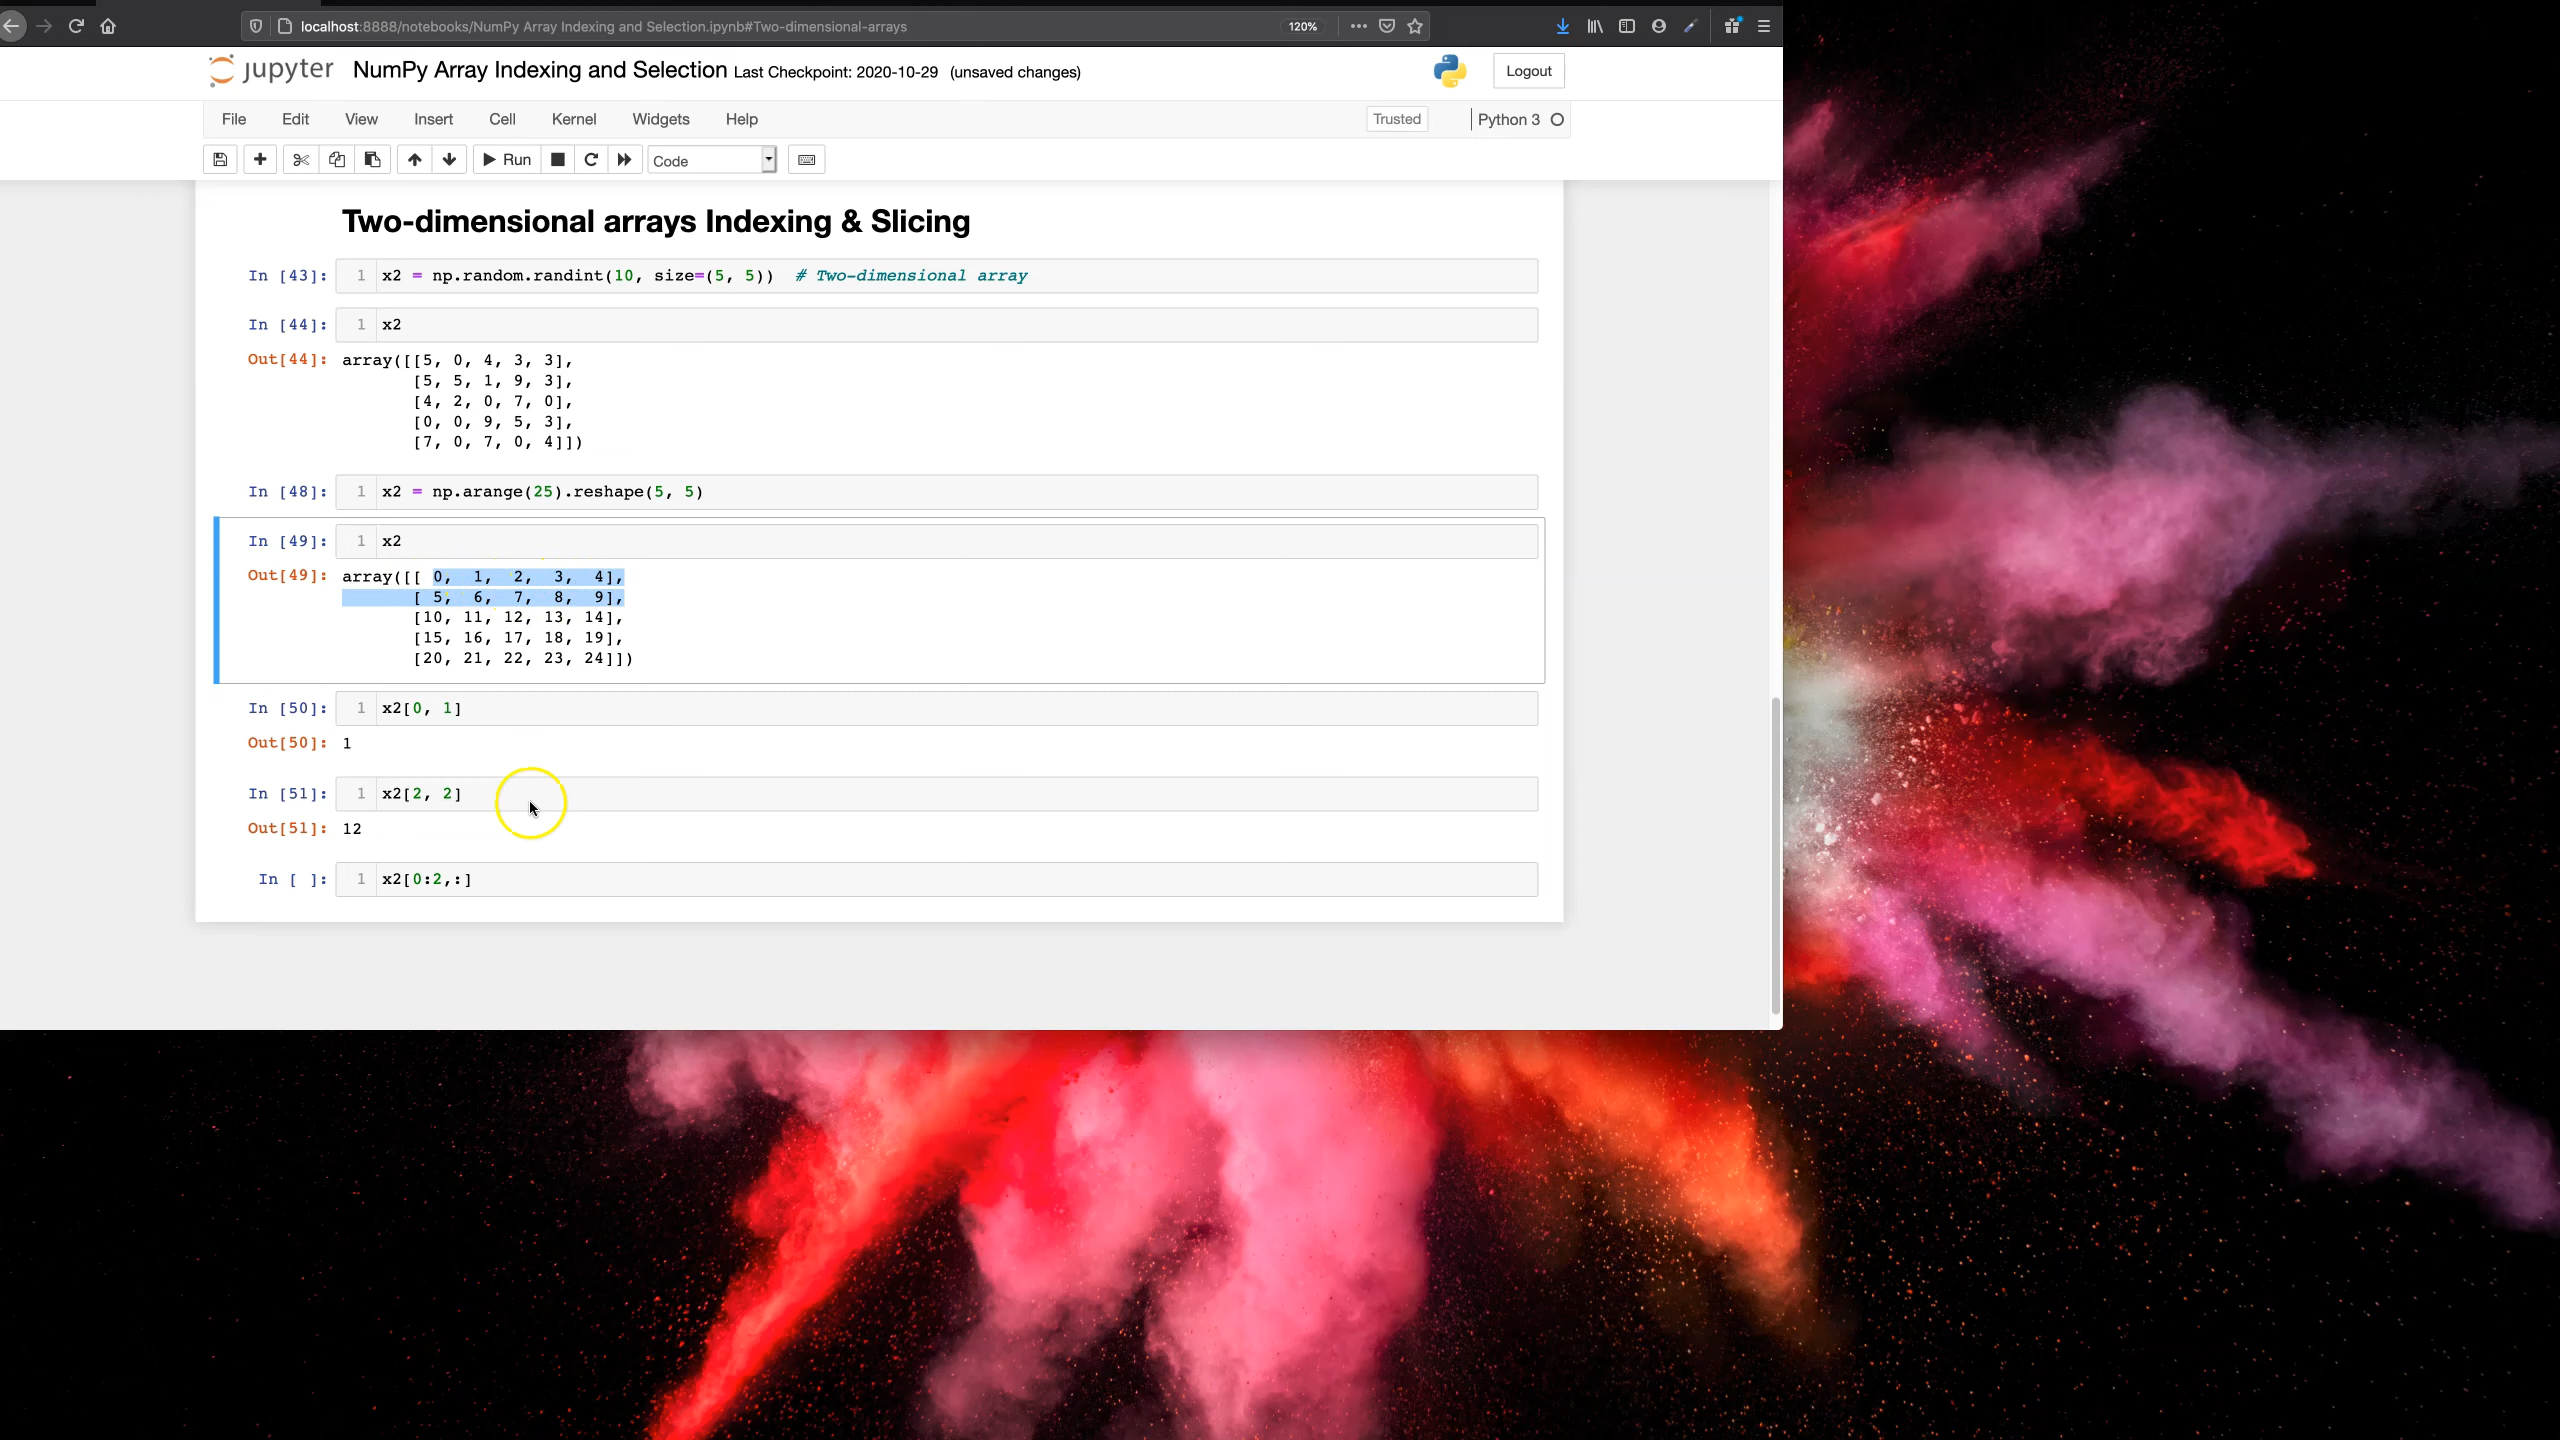 localhost:8888/notebooks/NumPy Array Indexing and Selection.ipynb#Two-dimensional-arrays 120%
jupyter NumPy Array Indexing and Selection Last Checkpoint: 2020-10-29 (unsaved changes) Logout
File Edit View Insert Cell Kernel Widgets Help Trusted Python 3
Run Code
Two-dimensional arrays Indexing & Slicing
In [43]: 1 x2 = np.random.randint(10, size=(5, 5))  # Two-dimensional array
In [44]: 1 x2
Out[44]: array([[5, 0, 4, 3, 3],
[5, 5, 1, 9, 3],
[4, 2, 0, 7, 0],
[0, 0, 9, 5, 3],
[7, 0, 7, 0, 4]])
In [48]: 1 x2 = np.arange(25).reshape(5, 5)
In [49]: 1 x2
Out[49]: array([[ 0,  1,  2,  3,  4],
[ 5,  6,  7,  8,  9],
[10, 11, 12, 13, 14],
[15, 16, 17, 18, 19],
[20, 21, 22, 23, 24]])
In [50]: 1 x2[0, 1]
Out[50]: 1
In [51]: 1 x2[2, 2]
Out[51]: 12
In [ ]: 1 x2[0:2,:]